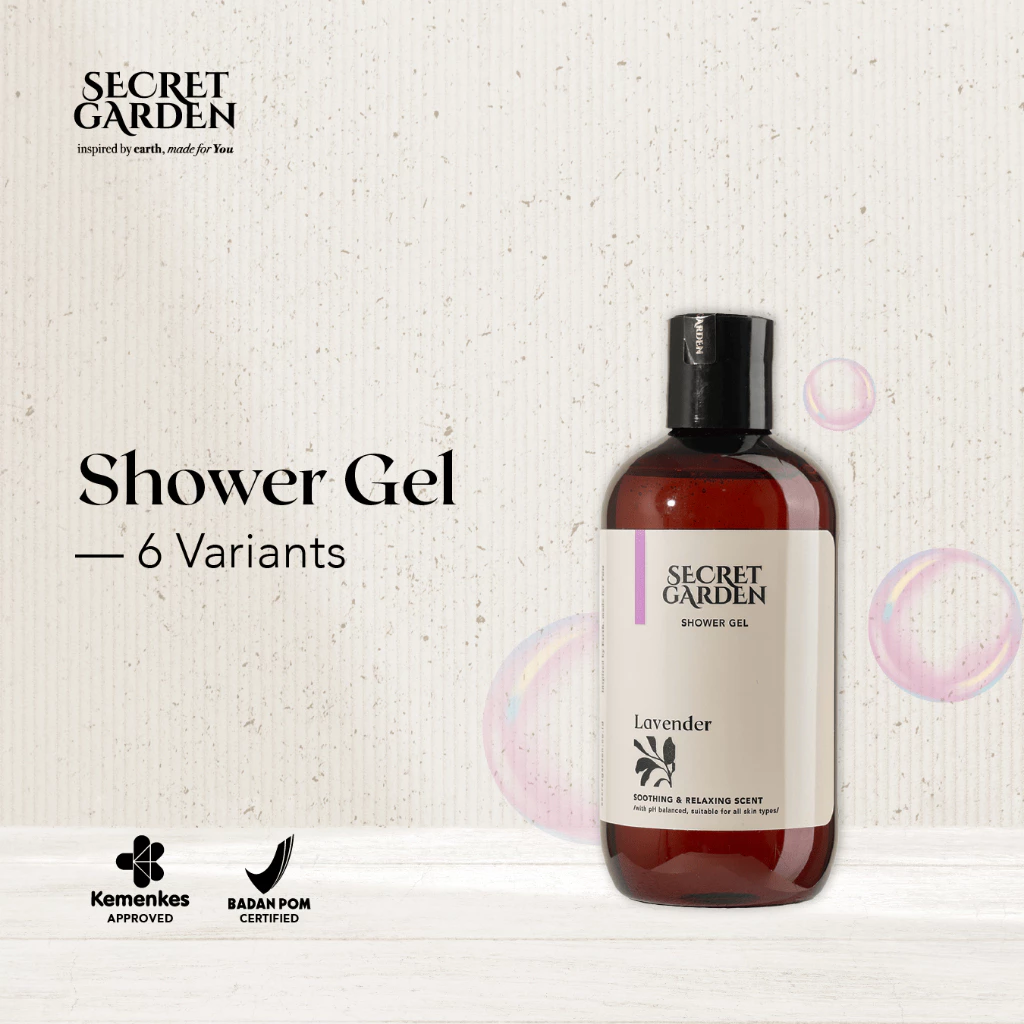 SECRET
GARDEN
inspired by earth, made for You
Shower Gel
— 6 Variants
ARDEN
SECRET
GARDEN
SHOWER GEL
Lavender
SOOTHING & RELAXING SCENT
/with pH balanced, suitable for all skin types/
Kemenkes
APPROVED
BADAN POM
CERTIFIED